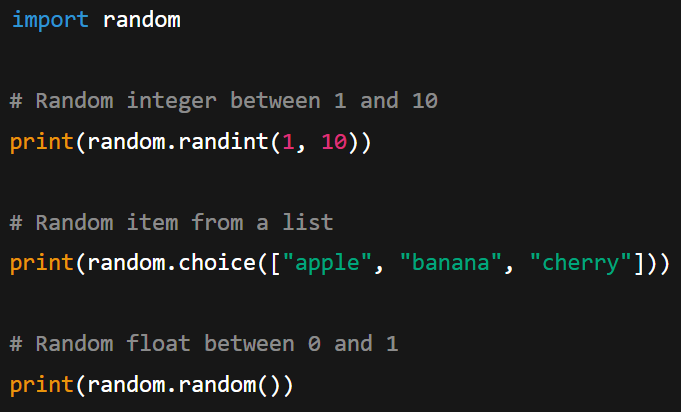 import random
# Random integer between 1 and 10
print(random.randint(1, 10))
# Random item from a list
print(random.choice(["apple", "banana", "cherry"]))
# Random float between 0 and 1
print(random.random())